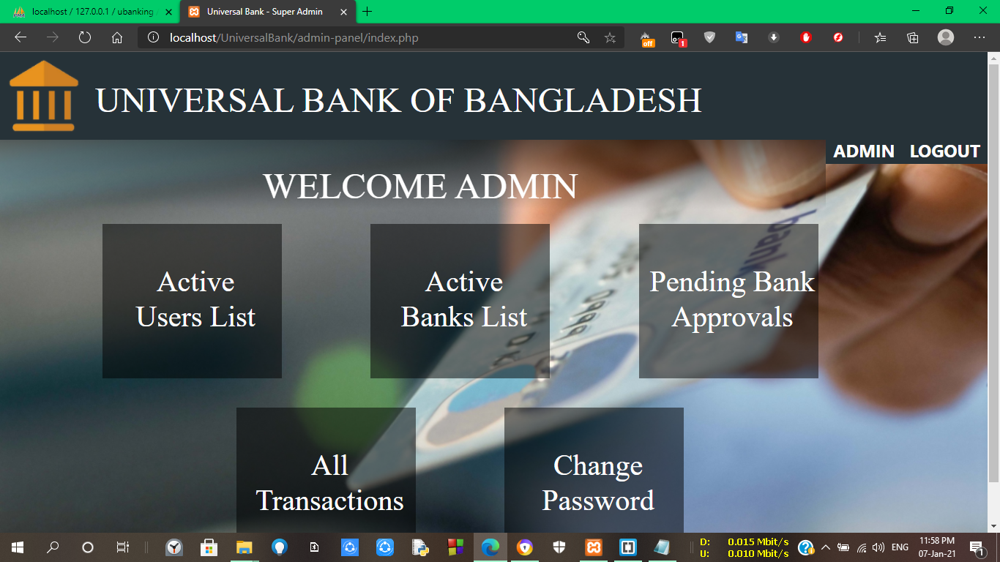 localhost / 127.0.0.1 / ubanking
Universal Bank - Super Admin
localhost/UniversalBank/admin-panel/index.php
off
1
UNIVERSAL BANK OF BANGLADESH
ADMIN LOGOUT
WELCOME ADMIN
bank
Active
Users List
Active
Banks List
Pending Bank
Approvals
All
Transactions
Change
Password
D: 0.015 Mbit/s
U: 0.010 Mbit/s
ENG
11:58 PM
07-Jan-21
1